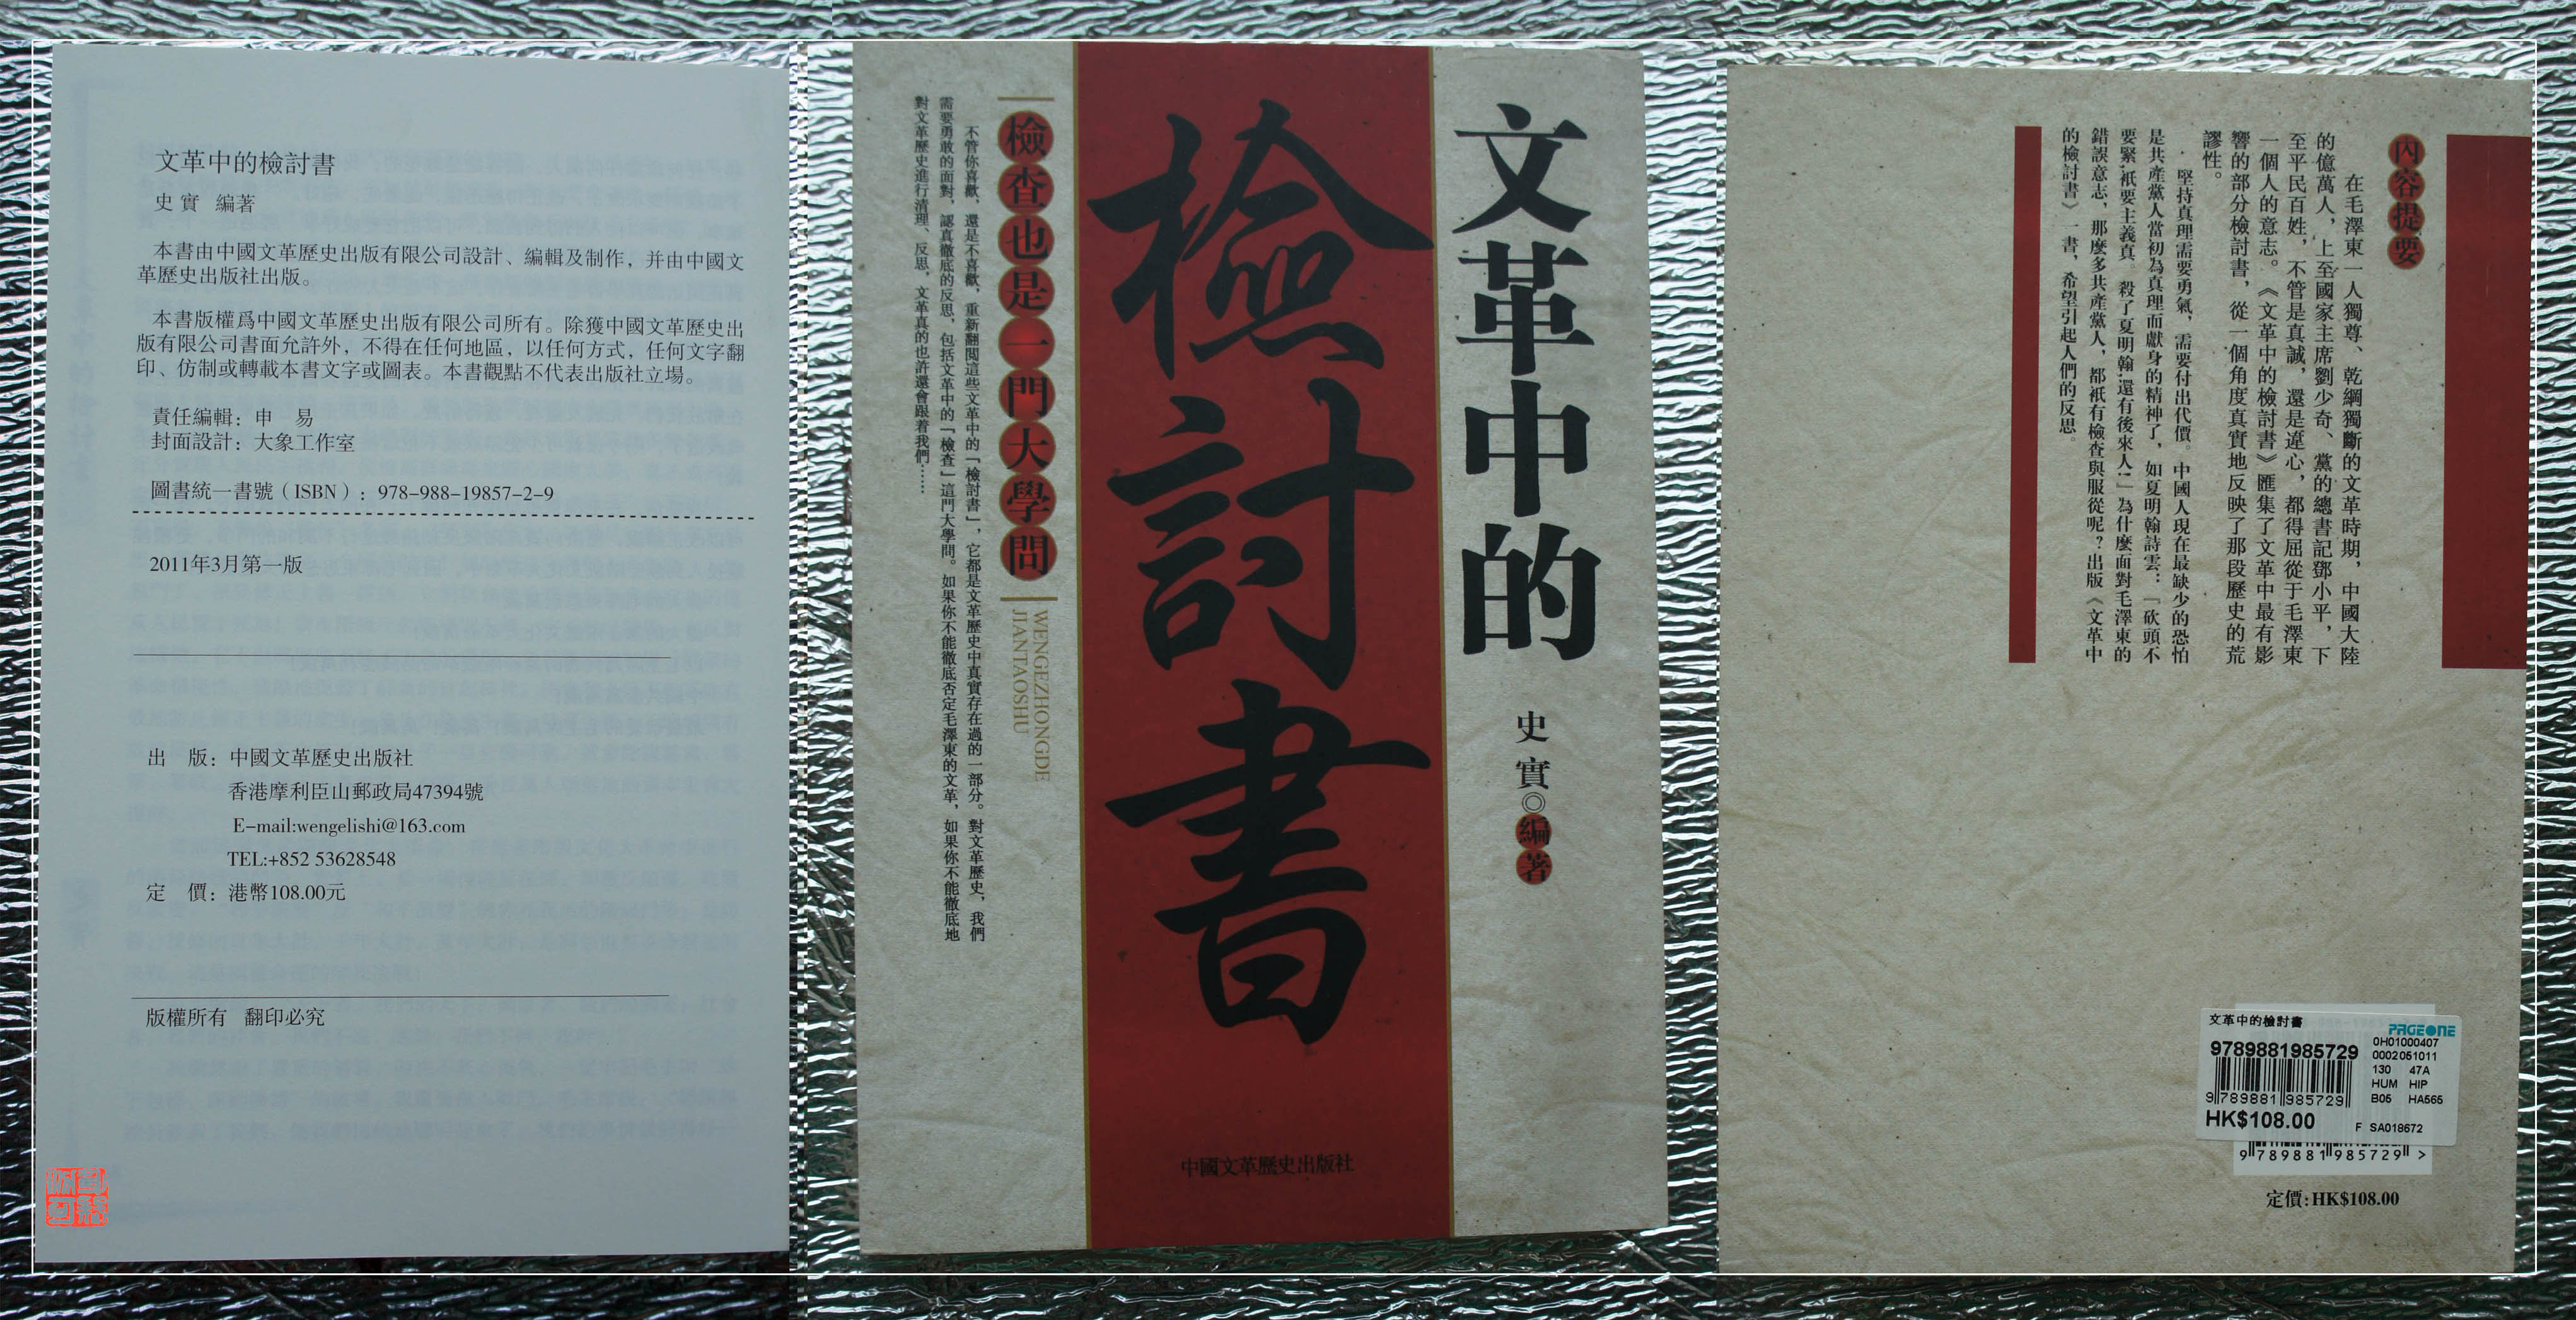 文革中的檢討書
史 實 編著
本書由中國文革歷史出版有限公司設計、編輯及制作，并由中國文
革歷史出版社出版。
本書版權爲中國文革歷史出版有限公司所有。除獲中國文革歷史出
版有限公司書面允許外，不得在任何地區，以任何方式，任何文字翻
印、仿制或轉載本書文字或圖表。本書觀點不代表出版社立場。
責任編輯：申 易
封面設計：大象工作室
圖書統一書號（ISBN）：978-988-19857-2-9
2011年3月第一版
出 版：中國文革歷史出版社
香港摩利臣山郵政局47394號
E-mail:wengelishi@163.com
TEL:+852 53628548
定 價：港幣108.00元
版權所有 翻印必究
文革中的
史實◎編著
檢討書
中國文革歷史出版社
檢查也是一門大學問
WENGEZHONGDE
JIANTAOSHU
不管你喜歡，還是不喜歡，重新翻閱這些文革中的「檢討書」，它都是文革歷史中真實存在過的一部分。對文革歷史，我們
需要勇敢的面對，認真徹底的反思，包括文革中的「檢查」這門大學問。如果你不能徹底否定毛澤東的文革，如果你不能徹底地
對文革歷史進行清理、反思，文革真的也許還會跟着我們……
內容提要
在毛澤東一人獨尊、乾綱獨斷的文革時期，中國大陸
的億萬人，上至國家主席劉少奇、黨的總書記鄧小平，下
至平民百姓，不管是真誠，還是違心，都得屈從于毛澤東
一個人的意志。《文革中的檢討書》匯集了文革中最有影
響的部分檢討書，從一個角度真實地反映了那段歷史的荒
謬性。
堅持真理需要勇氣，需要付出代價。中國人現在最缺少的恐怕
是共產黨人當初為真理而獻身的精神了，如夏明翰詩雲：「砍頭不
要緊，衹要主義真。殺了夏明翰，還有後來人！」為什麼面對毛澤東的
錯誤意志，那麼多共產黨人，都衹有檢查與服從呢？出版《文革中
的檢討書》一書，希望引起人們的反思。
文革中的檢討書
PAGEONE
9789881985729
0H01000407
0002051011
130 47A
HUM HIP
B05 HA565
9 789881 985729
HK$108.00
F SA018672
9 789881 985729 >
定價:HK$108.00